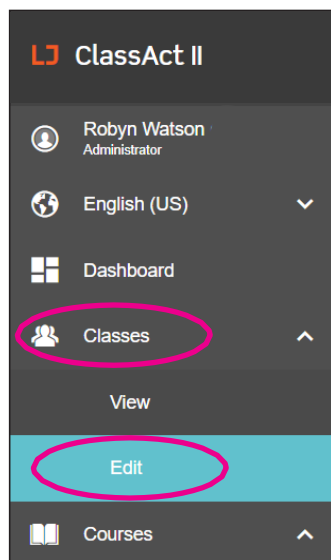 LJ ClassAct II
Robyn Watson
Administrator
English (US)
Dashboard
Classes
View
Edit
Courses